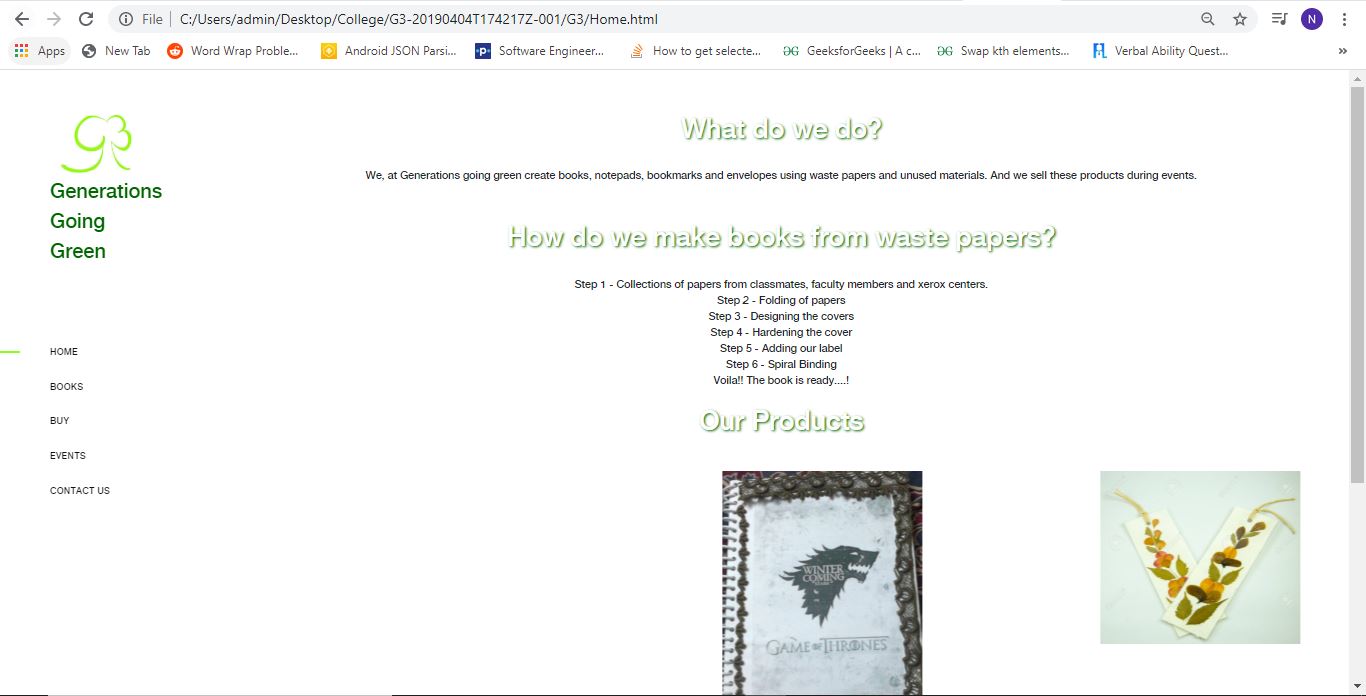 File
C:/Users/admin/Desktop/College/G3-20190404T174217Z-001/G3/Home.html
N
Apps
New Tab
Word Wrap Proble...
Android JSON Parsi...
Software Engineer...
How to get selecte...
GeeksforGeeks | A c...
Swap kth elements...
Verbal Ability Quest...
»
g3
Generations
Going
Green
HOME
BOOKS
BUY
EVENTS
CONTACT US
What do we do?
We, at Generations going green create books, notepads, bookmarks and envelopes using waste papers and unused materials. And we sell these products during events.
How do we make books from waste papers?
Step 1 - Collections of papers from classmates, faculty members and xerox centers.
Step 2 - Folding of papers
Step 3 - Designing the covers
Step 4 - Hardening the cover
Step 5 - Adding our label
Step 6 - Spiral Binding
Voila!! The book is ready....!
Our Products
WINTER
COMING
GAME OF THRONES